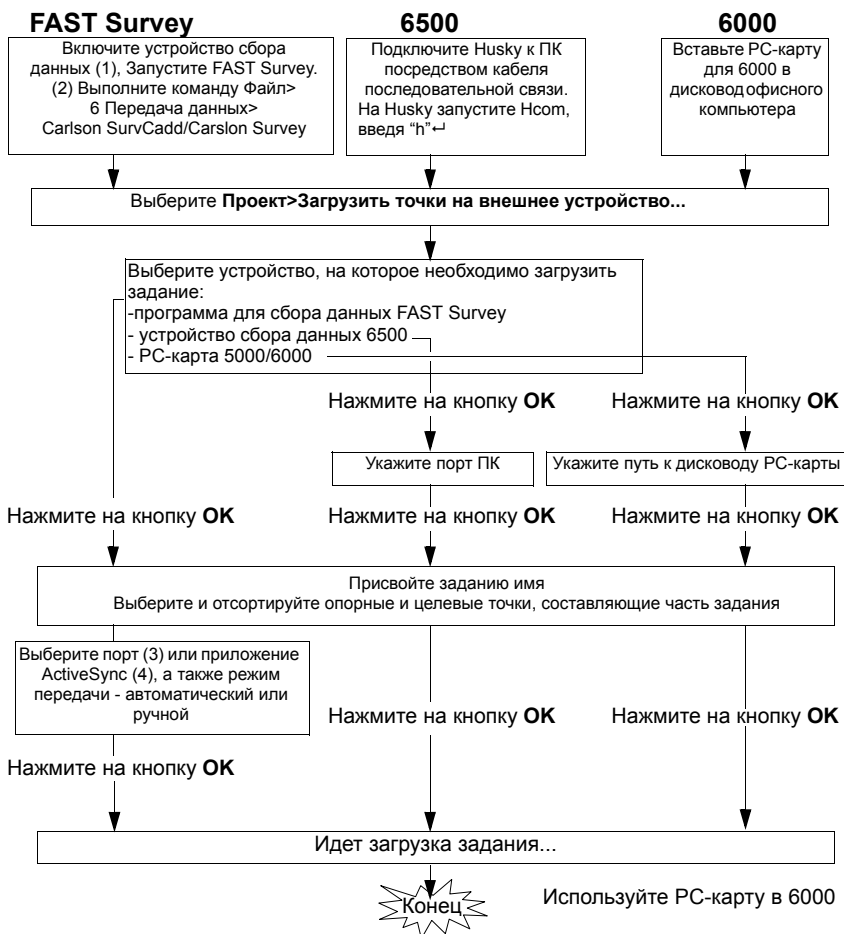 FAST Survey
6500
6000
Включите устройство сбора
данных (1), Запустите FAST Survey.
(2) Выполните команду Файл>
6 Передача данных>
Carlson SurvCadd/Carslon Survey
Подключите Husky к ПК
посредством кабеля
последовательной связи.
На Husky запустите Hcom,
введя “h”↵
Вставьте PC-карту
для 6000 в
дисковод офисного
компьютера
Выберите Проект>Загрузить точки на внешнее устройство...
Выберите устройство, на которое необходимо загрузить
задание:
-программа для сбора данных FAST Survey
- устройство сбора данных 6500
- PC-карта 5000/6000
Нажмите на кнопку OK
Нажмите на кнопку OK
Укажите порт ПК
Укажите путь к дисководу PC-карты
Нажмите на кнопку OK
Нажмите на кнопку OK
Нажмите на кнопку OK
Присвойте заданию имя
Выберите и отсортируйте опорные и целевые точки, составляющие часть задания
Выберите порт (3) или приложение
ActiveSync (4), а также режим
передачи - автоматический или
ручной
Нажмите на кнопку OK
Нажмите на кнопку OK
Нажмите на кнопку OK
Идет загрузка задания...
Конец
Используйте PC-карту в 6000